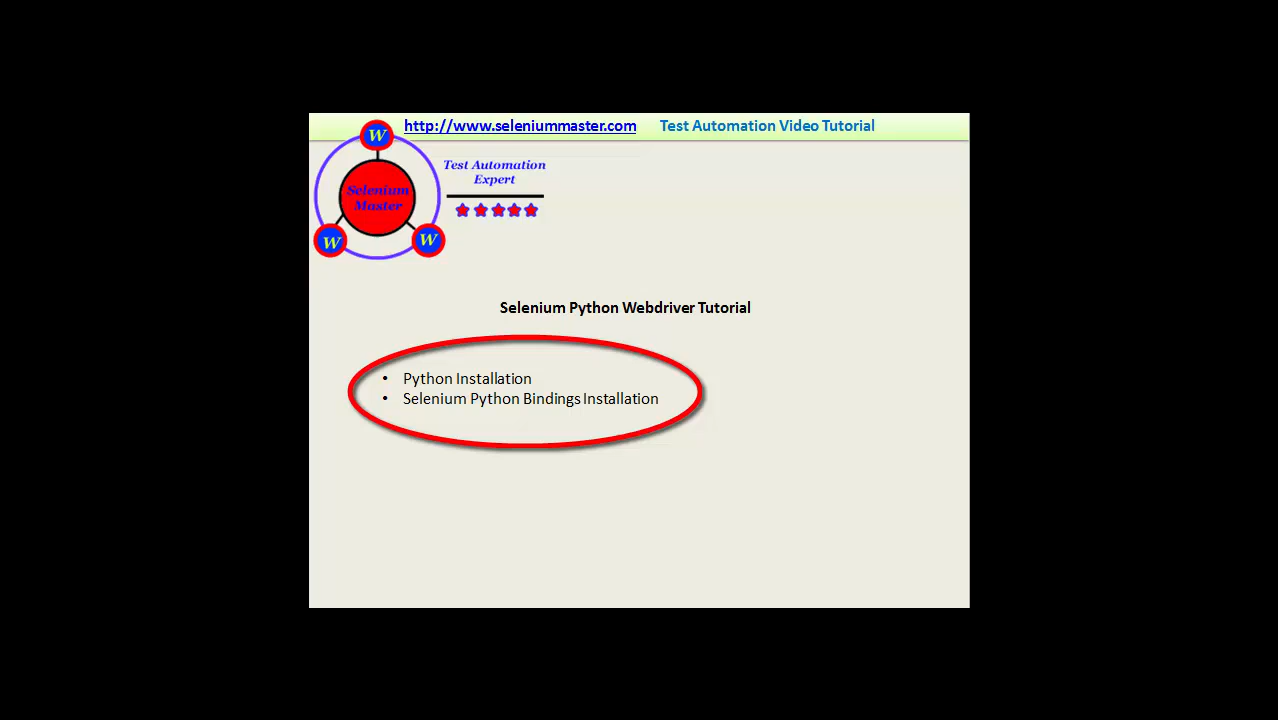 http://www.seleniummaster.com Test Automation Video Tutorial
W
Test Automation
Expert
Selenium
Master
W
W
Selenium Python Webdriver Tutorial
• Python Installation
• Selenium Python Bindings Installation